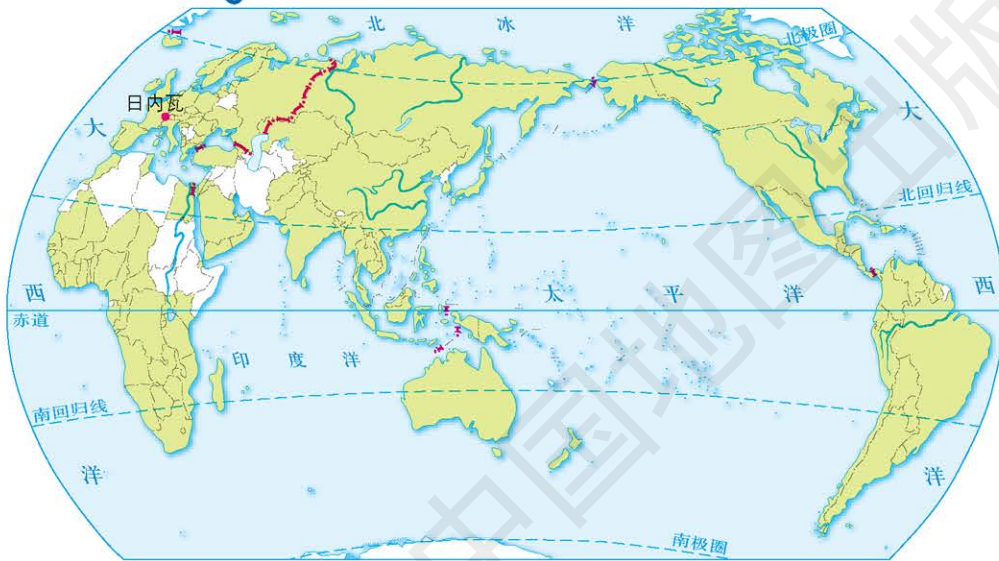 北 冰 洋
北极圈
日内瓦
大
大
北回归线
西
太 平 洋
西
赤道
印 度 洋
南回归线
洋
洋
南极圈
中国地图出版